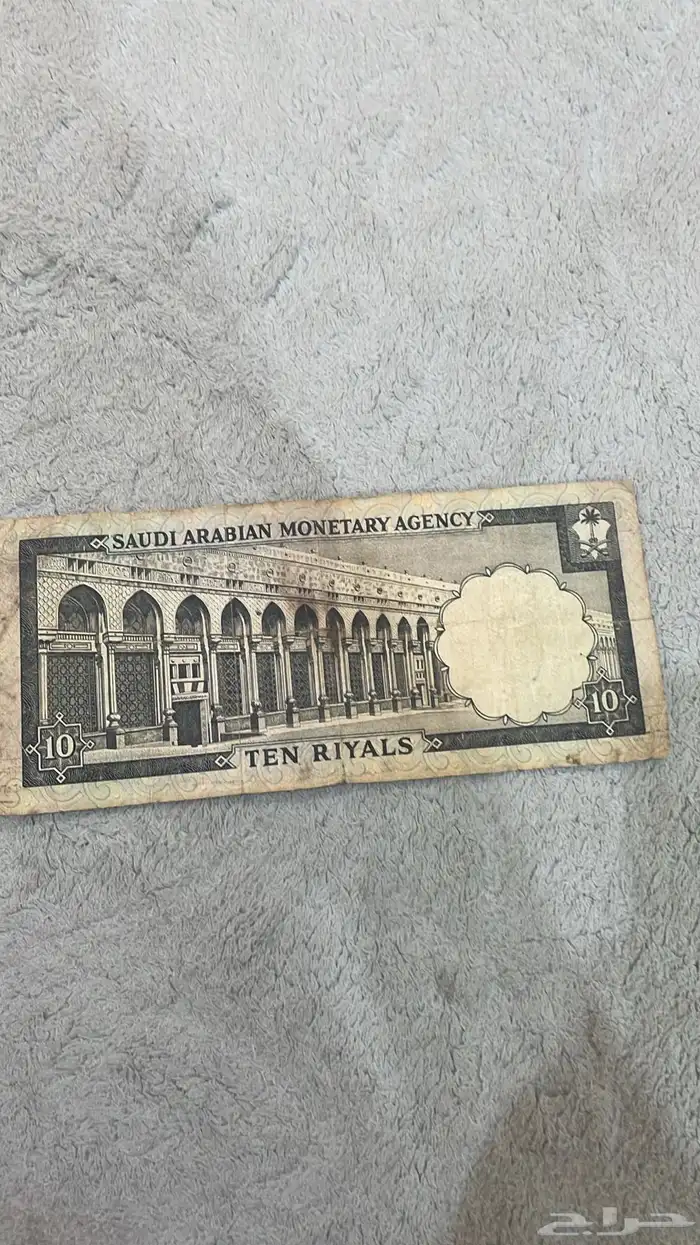 SAUDI ARABIAN MONETARY AGENCY
10
10
TEN RIYALS
حراج